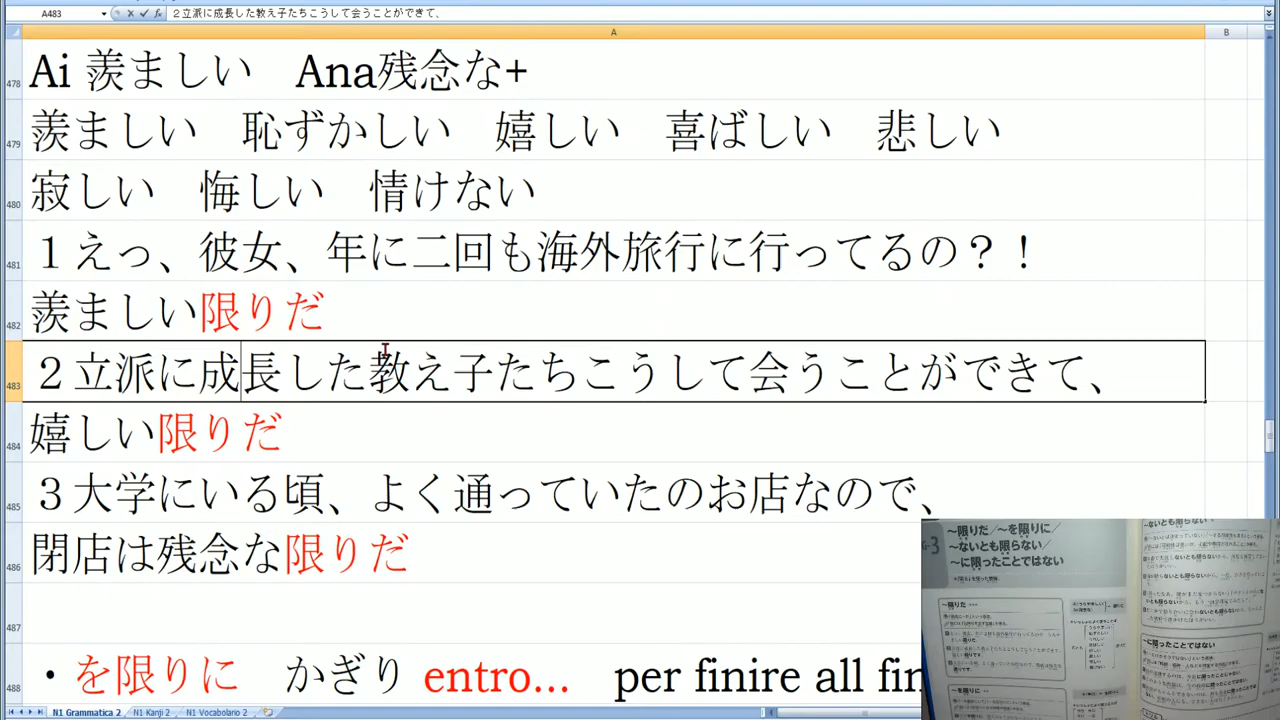 A483
２立派に成長した教え子たちこうして会うことができて、
A
B
478
Ai 羨ましい　Ana残念な+
479
羨ましい　恥ずかしい　嬉しい　喜ばしい　悲しい
480
寂しい　悔しい　情けない
481
１えっ、彼女、年に二回も海外旅行に行ってるの？！
482
羨ましい限りだ
483
２立派に成長した教え子たちこうして会うことができて、
484
嬉しい限りだ
485
３大学にいる頃、よく通っていたのお店なので、
486
閉店は残念な限りだ
487
488
・を限りに　かぎり entro… per finire all fin
～限りだ／～を限りに／
～ないとも限らない／
～に限ったことではない
～限りだ
～を限りに
～ないとも限らない
～に限ったことではない
N1 Grammatica 2
N1 Kanji 2
N1 Vocabolario 2